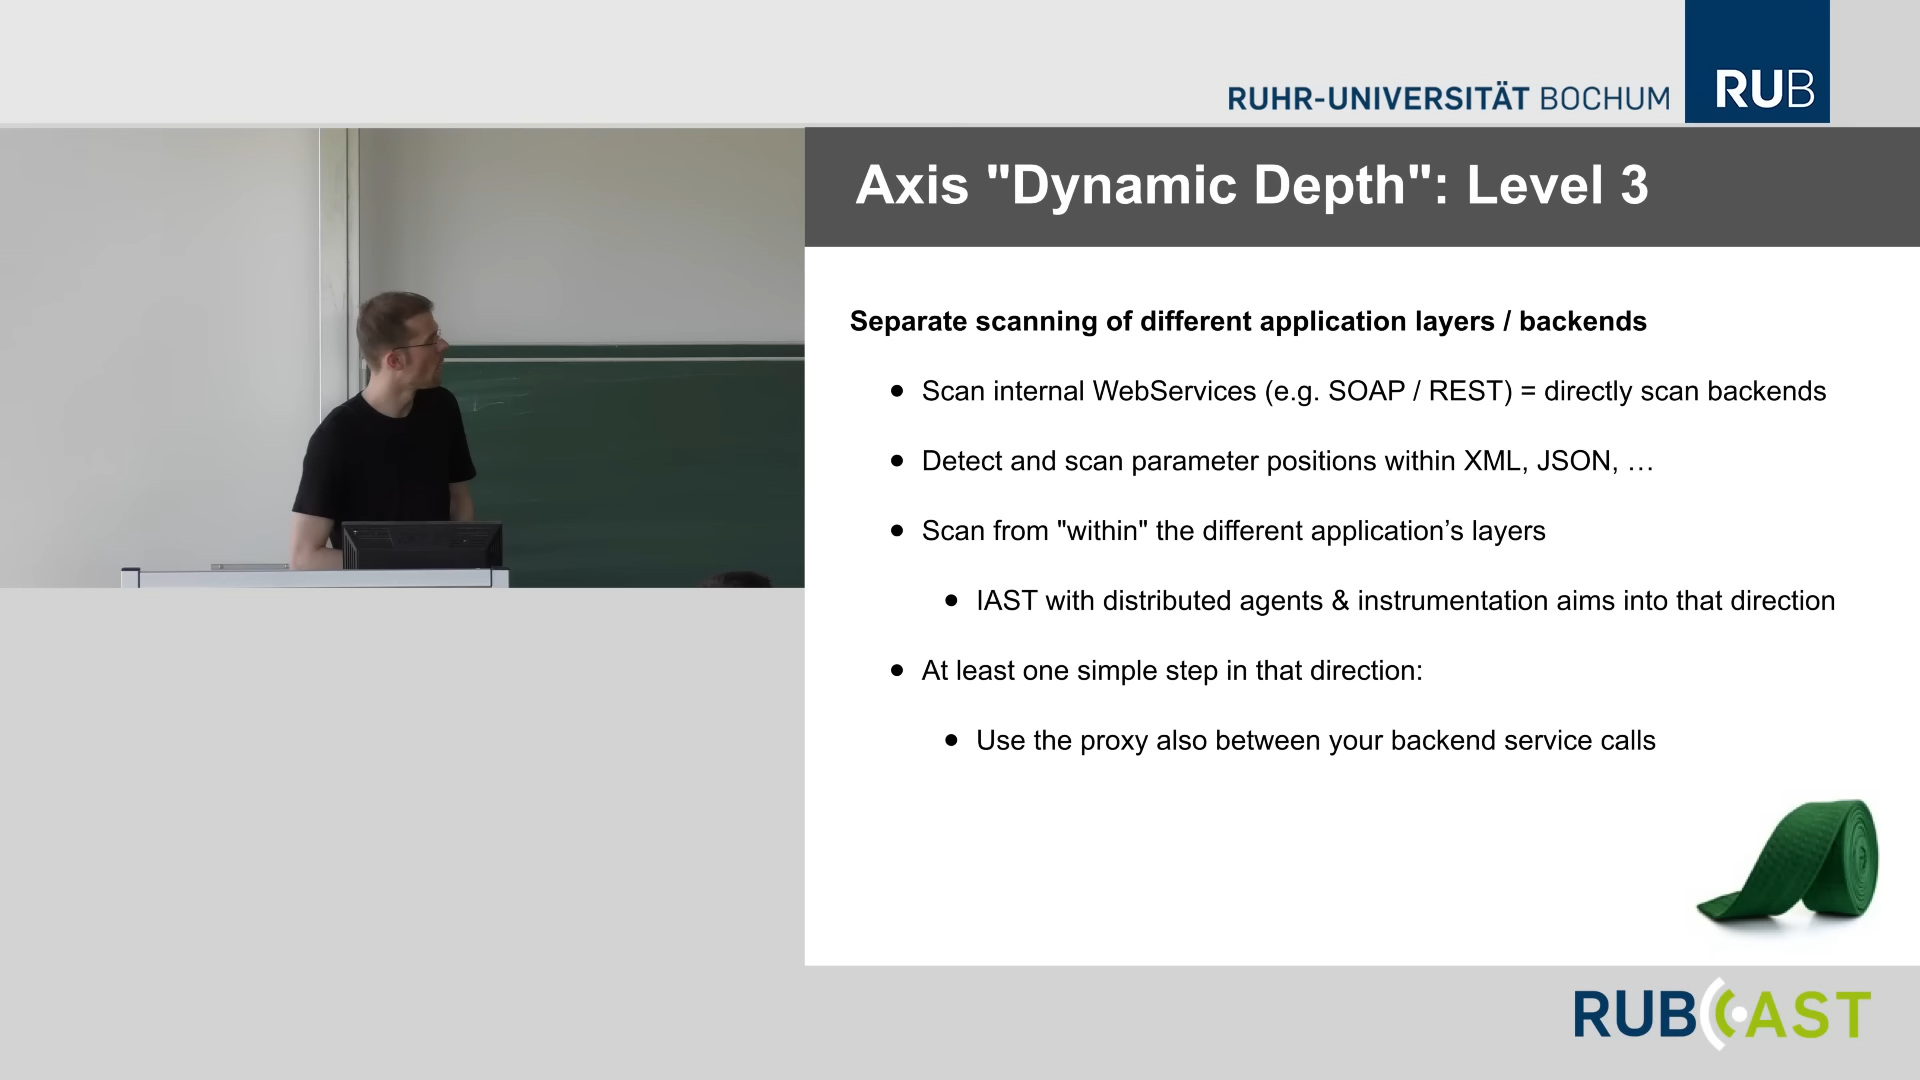 RUHR-UNIVERSITÄT BOCHUM
RUB
Axis "Dynamic Depth": Level 3
Separate scanning of different application layers / backends
● Scan internal WebServices (e.g. SOAP / REST) = directly scan backends
● Detect and scan parameter positions within XML, JSON, …
● Scan from "within" the different application’s layers
● IAST with distributed agents & instrumentation aims into that direction
● At least one simple step in that direction:
● Use the proxy also between your backend service calls
RUBCAST